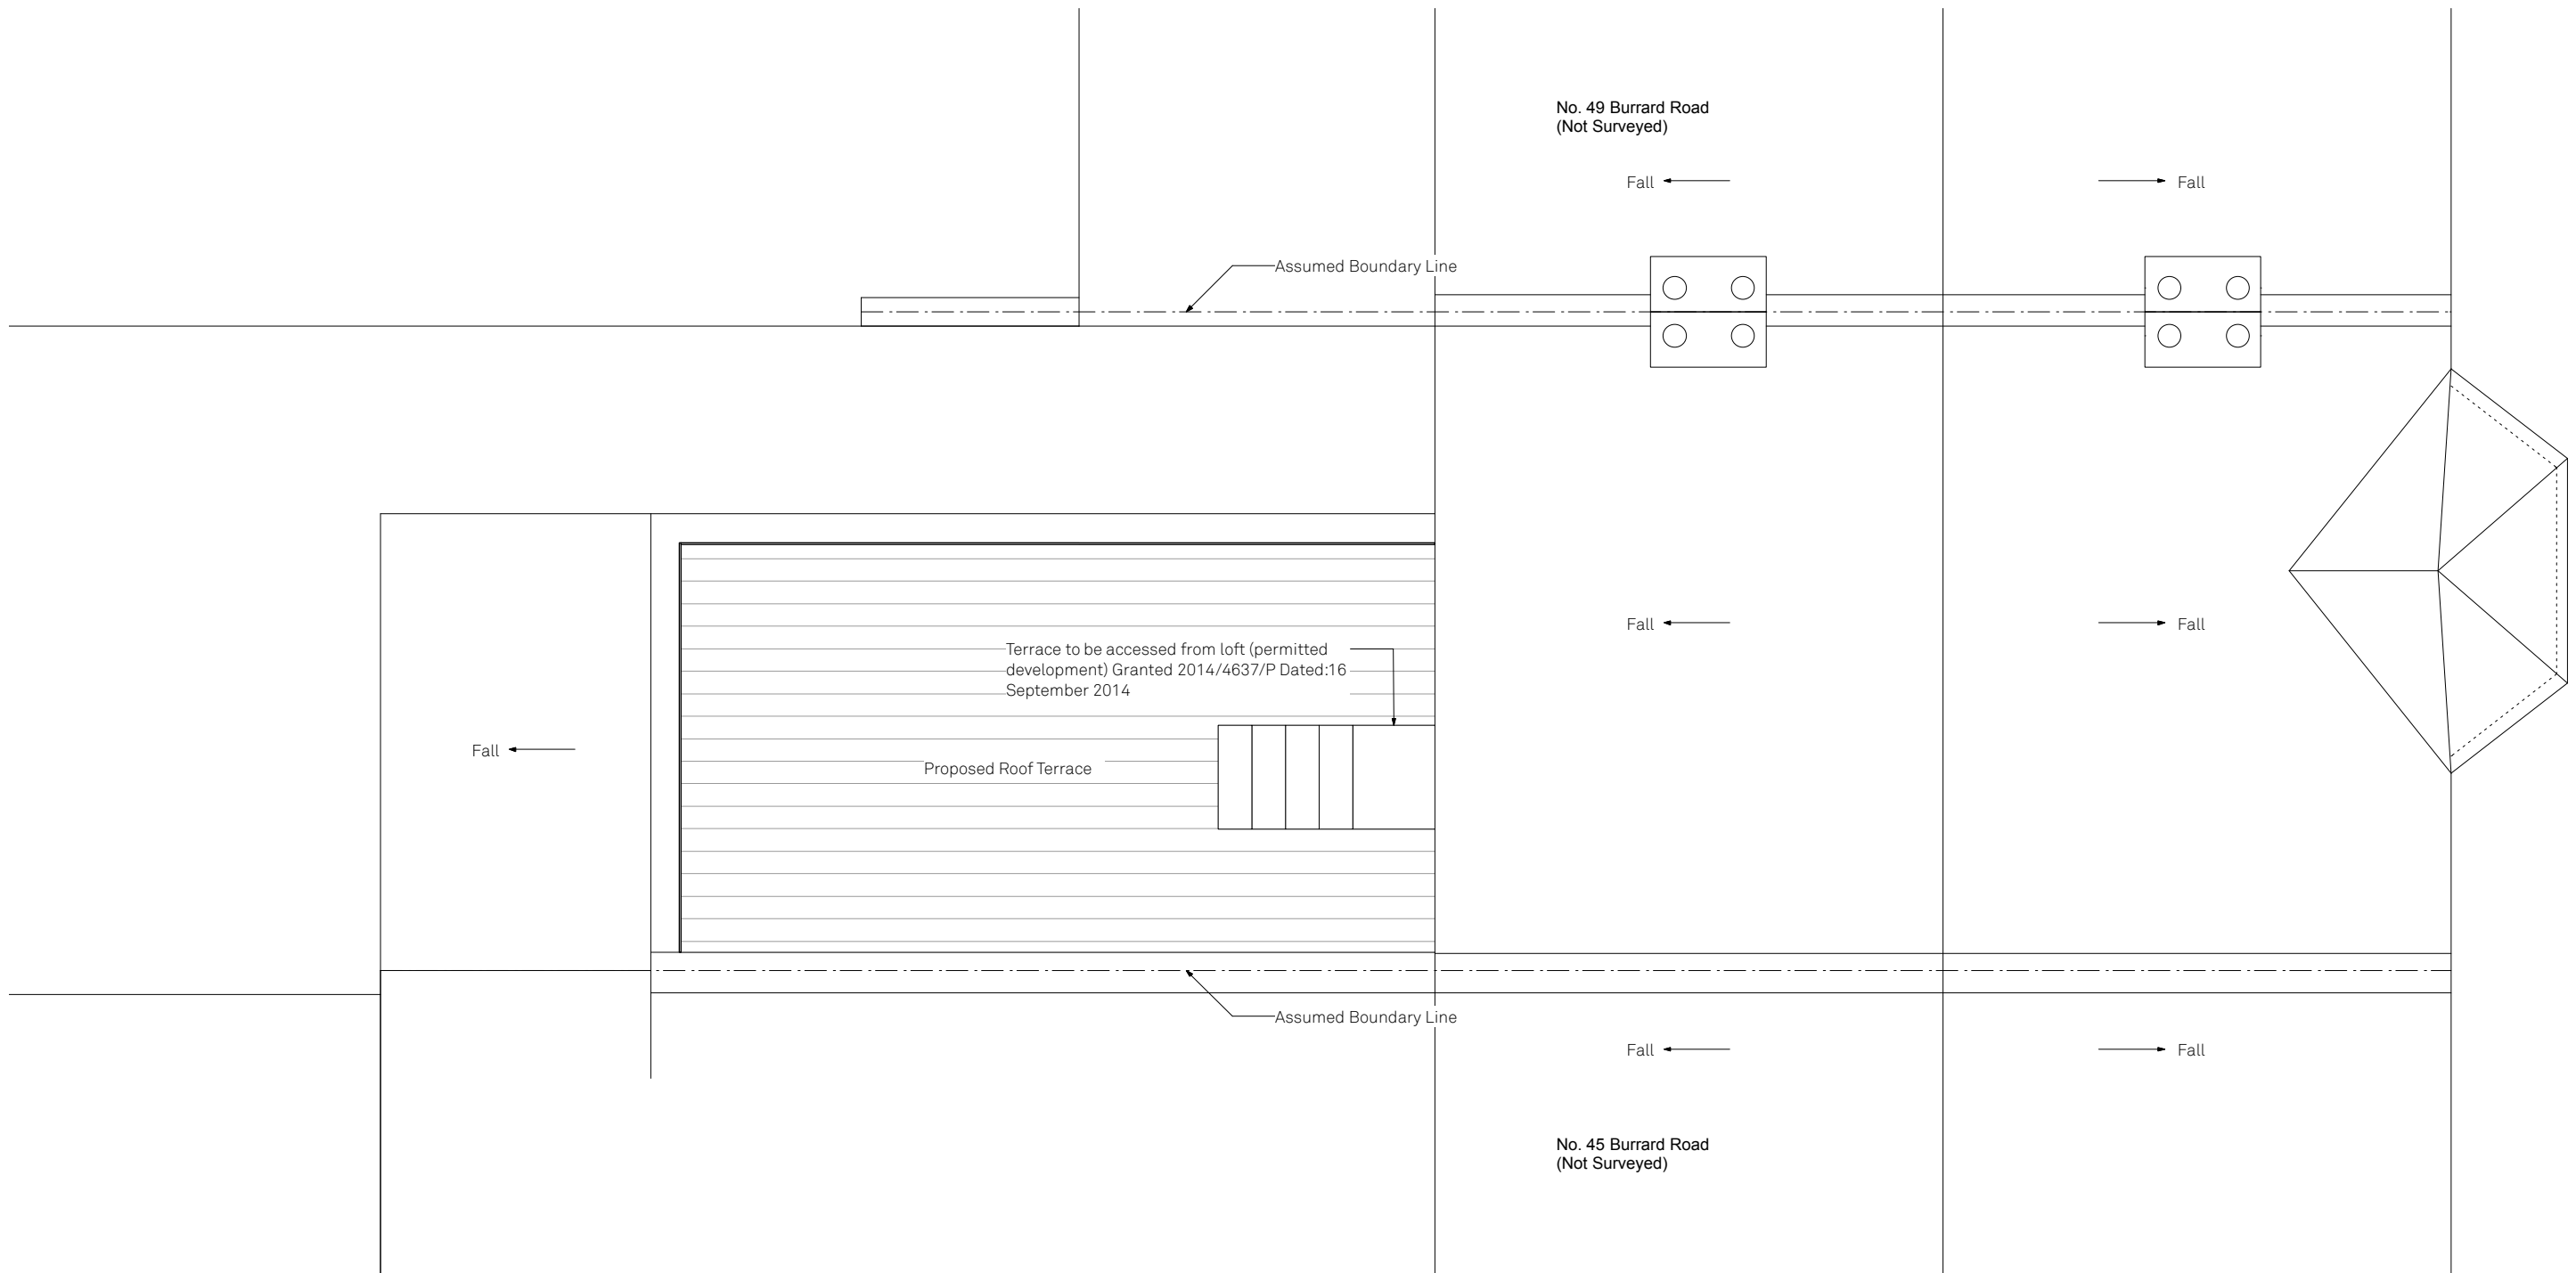 No. 49 Burrard Road
(Not Surveyed)
Fall
Fall
Assumed Boundary Line
Fall
Fall
Terrace to be accessed from loft (permitted
development) Granted 2014/4637/P Dated:16
September 2014
Fall
Proposed Roof Terrace
Assumed Boundary Line
Fall
Fall
No. 45 Burrard Road
(Not Surveyed)